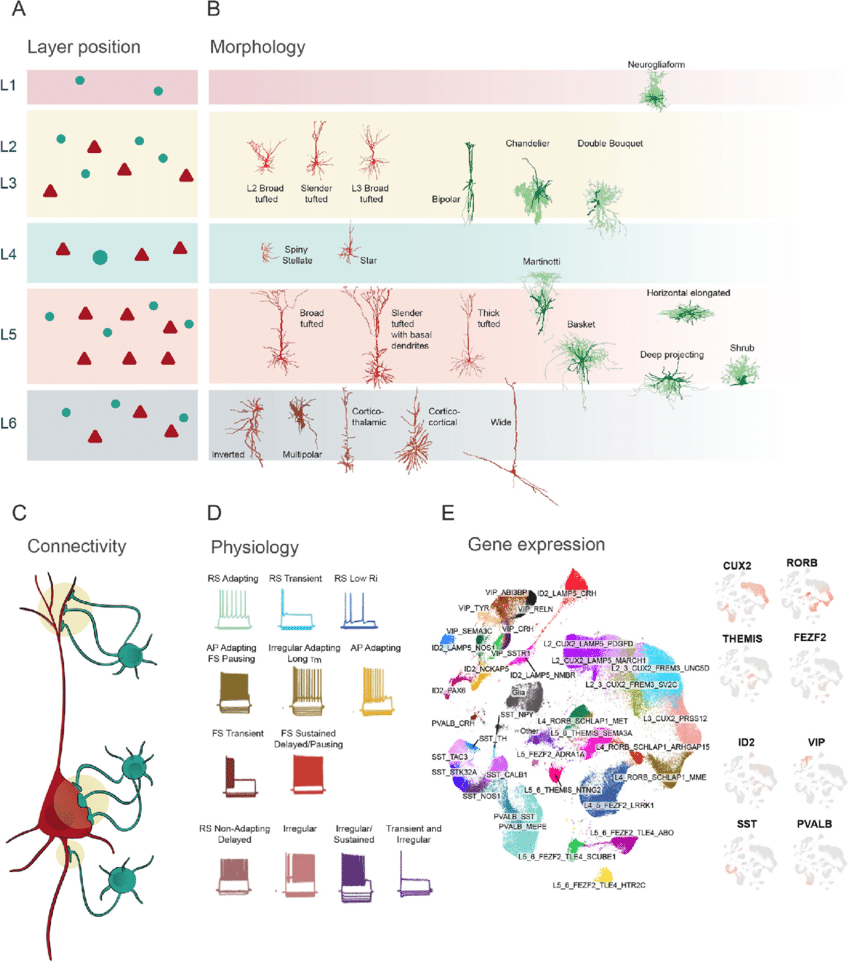 A
B
Layer position
Morphology
L1
Neurogliaform
L2
Chandelier
Double Bouquet
L3
L2 Broad
tufted
Slender
tufted
L3 Broad
tufted
Bipolar
L4
Spiny
Stellate
Star
Martinotti
L5
Broad
tufted
Slender
tufted
with basal
dendrites
Thick
tufted
Horizontal elongated
Basket
Deep projecting
Shrub
L6
Inverted
Multipolar
Cortico-
thalamic
Cortico-
cortical
Wide
C
D
E
Connectivity
Physiology
Gene expression
RS Adapting
RS Transient
RS Low Ri
AP Adapting
FS Pausing
Irregular Adapting
Long τm
AP Adapting
FS Transient
FS Sustained
Delayed/Pausing
RS Non-Adapting
Delayed
Irregular
Irregular/
Sustained
Transient and
Irregular
VIP_ABI3BP
ID2_LAMP5_CRH
VIP_TYR
VIP_RELN
VIP_SEMA3C
VIP_CRH
ID2_LAMP5_NOS1
VIP_SSTR1
ID2_NCKAP5
ID2_LAMP5_NMBR
ID2_PAX6
Glia
SST_NPY
PVALB_CRH
Other
SST_TH
SST_TAC3
SST_STK32A
SST_CALB1
SST_NOS1
PVALB_SST
PVALB_MEPE
L2_CUX2_LAMP5_PDGFD
L2_CUX2_LAMP5_MARCH1
L2_3_CUX2_FREM3_UNC5D
L2_3_CUX2_FREM3_SV2C
L3_CUX2_PRSS12
L4_RORB_SCHLAP1_MET
L5_6_THEMIS_SEMA3A
L4_RORB_SCHLAP1_ARHGAP15
L5_FEZF2_ADRA1A
L4_RORB_SCHLAP1_MME
L5_6_THEMIS_NTNG2
L4_5_FEZF2_LRRK1
L5_6_FEZF2_TLE4_ABO
L5_6_FEZF2_TLE4_SCUBE1
L5_6_FEZF2_TLE4_HTR2C
CUX2
RORB
THEMIS
FEZF2
ID2
VIP
SST
PVALB